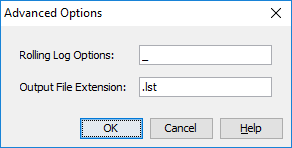 Advanced Options
Rolling Log Options: _
Output File Extension: .lst
OK Cancel Help